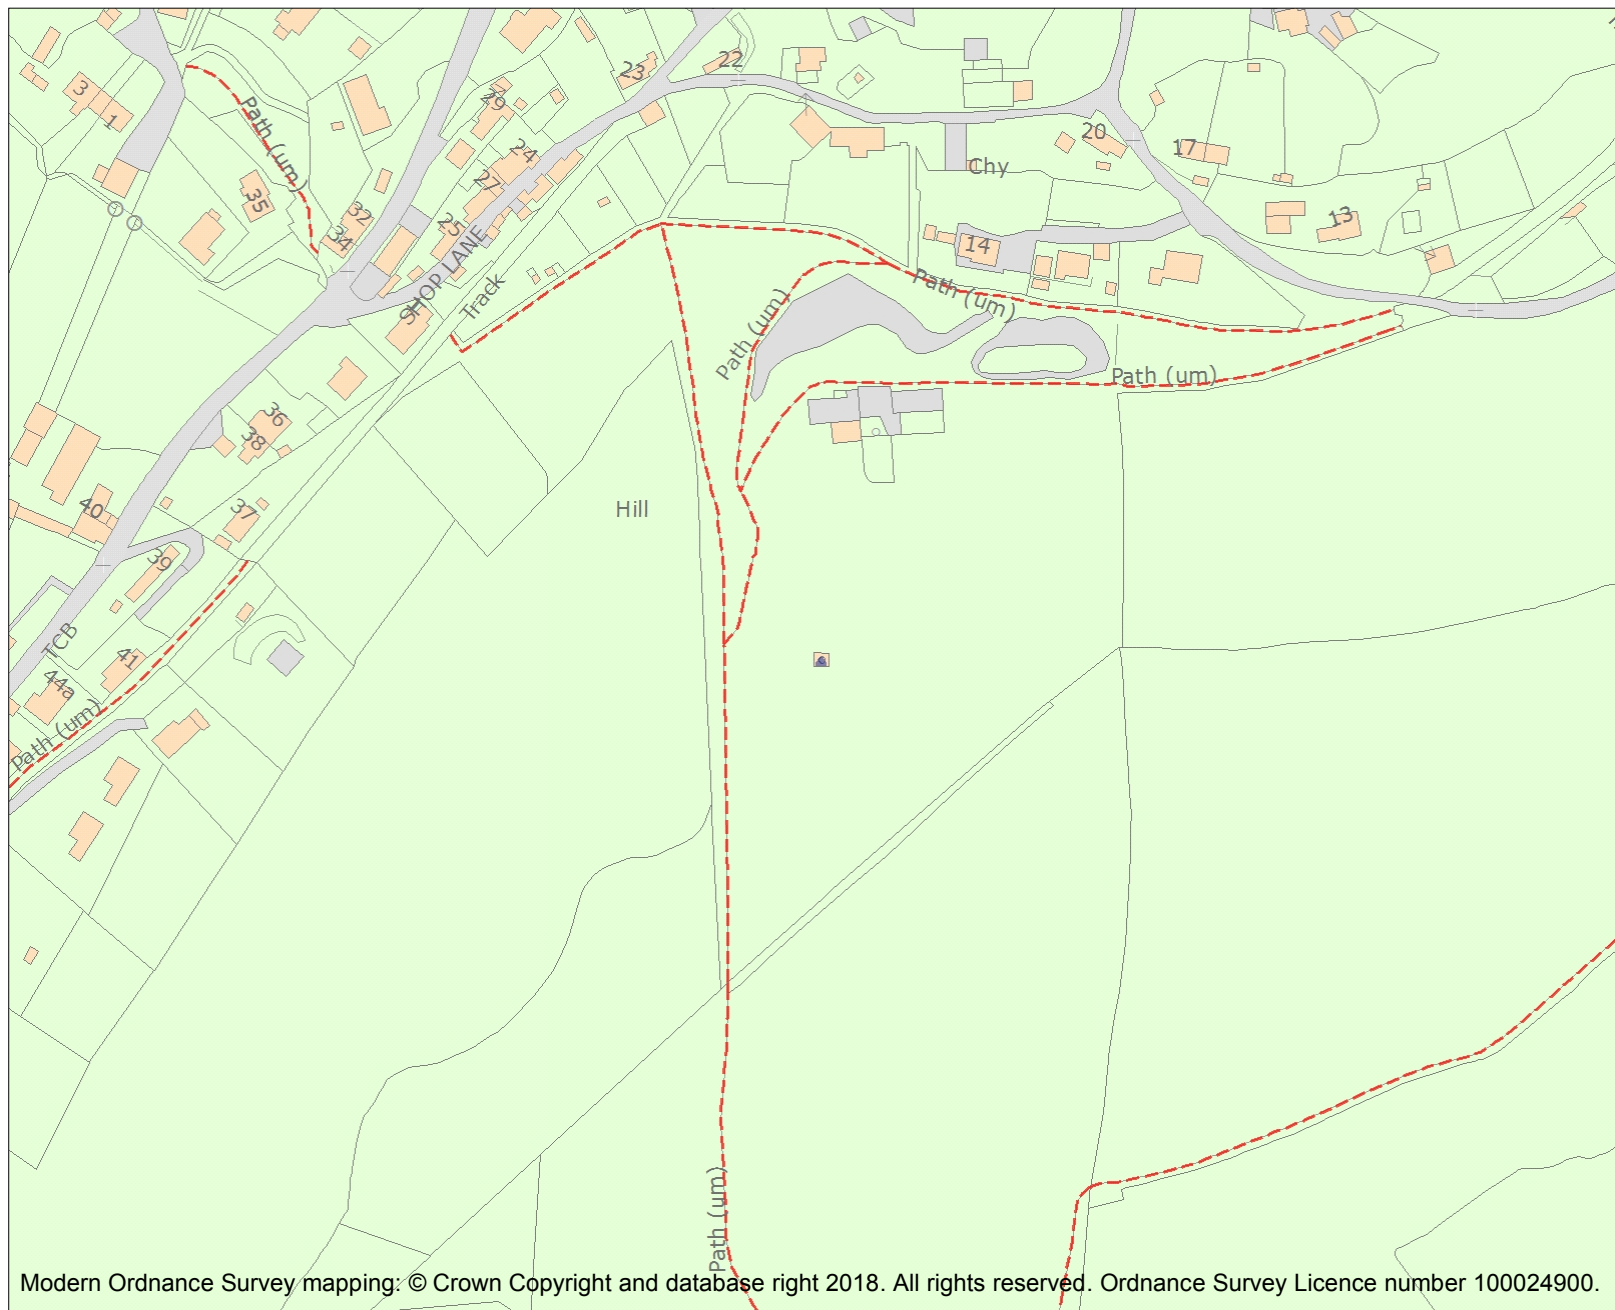 22
23
3
1
29
Path (um)
20
24
17
Chy
27
35
32
13
25
34
14
SHOP LANE
Track
Path (um)
Path (um)
Path (um)
36
38
40
Hill
37
39
TCB
41
44a
Path (um)
Path (um)
Modern Ordnance Survey mapping: © Crown Copyright and database right 2018. All rights reserved. Ordnance Survey Licence number 100024900.